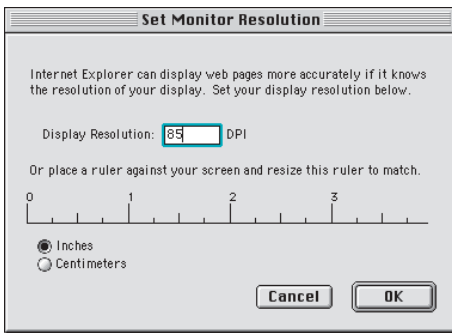 Set Monitor Resolution
Internet Explorer can display web pages more accurately if it knows
the resolution of your display. Set your display resolution below.
Display Resolution: 85 DPI
Or place a ruler against your screen and resize this ruler to match.
0 1 2 3
Inches
Centimeters
Cancel OK